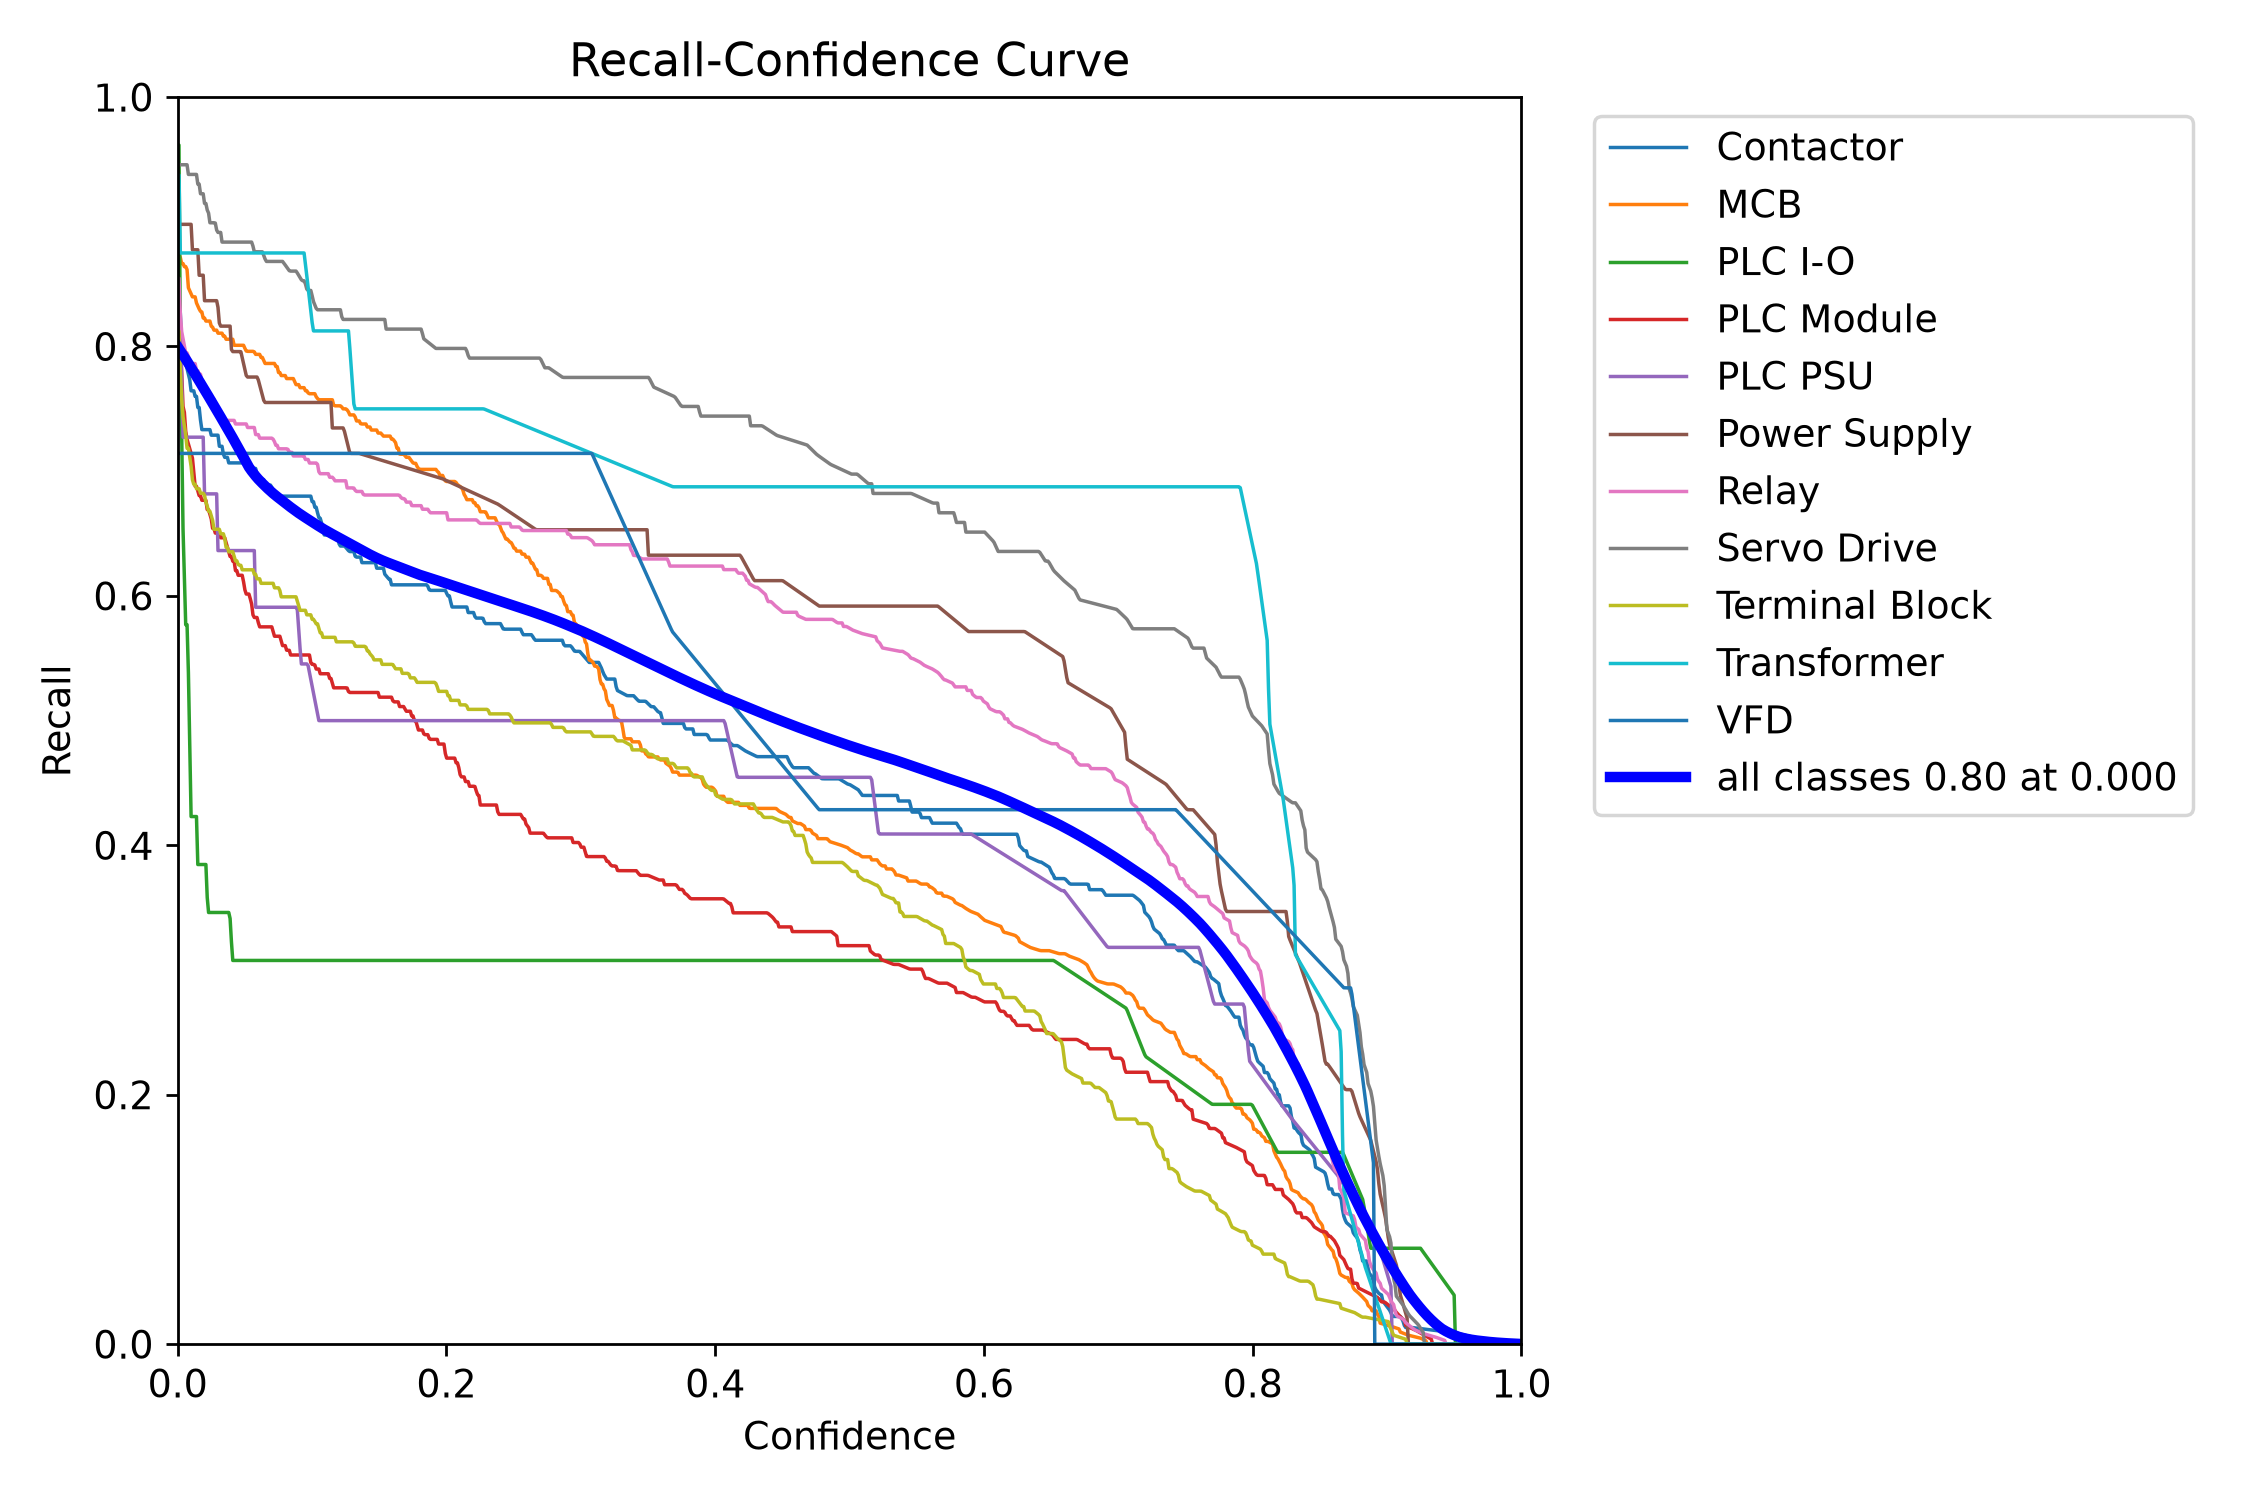 Recall-Confidence Curve
1.0
0.8
0.6
0.4
0.2
0.0
Recall
0.0 0.2 0.4 0.6 0.8 1.0
Confidence
Contactor
MCB
PLC I-O
PLC Module
PLC PSU
Power Supply
Relay
Servo Drive
Terminal Block
Transformer
VFD
all classes 0.80 at 0.000